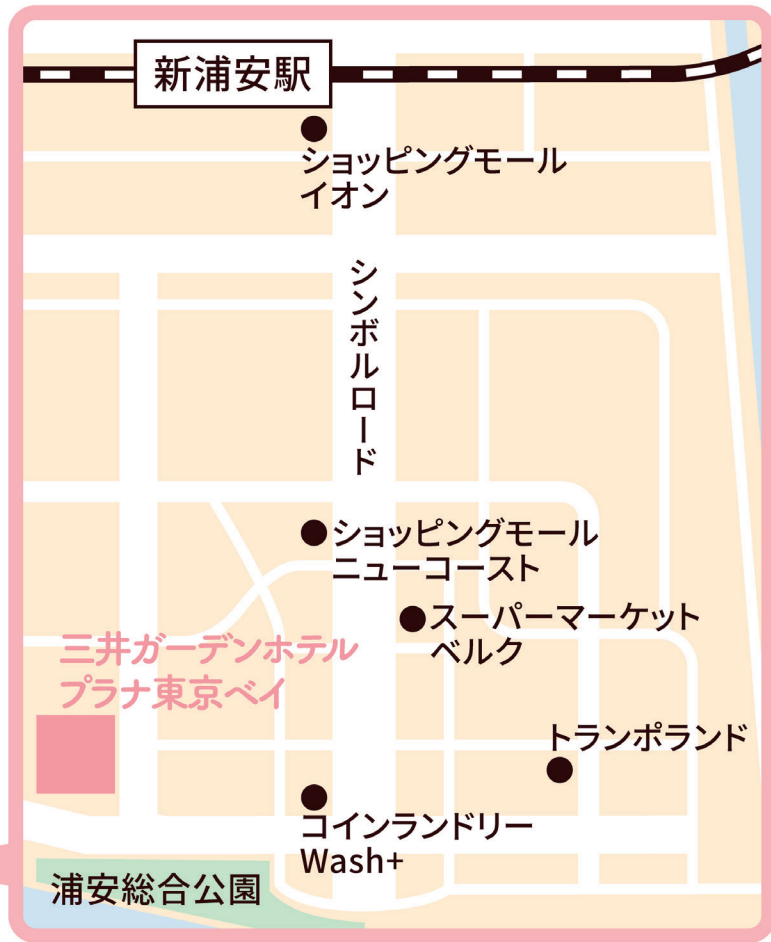 新浦安駅
ショッピングモール
イオン
シンボルロード
ショッピングモール
ニューコースト
スーパーマーケット
ベルク
三井ガーデンホテル
プラナ東京ベイ
トランポランド
コインランドリー
Wash+
浦安総合公園